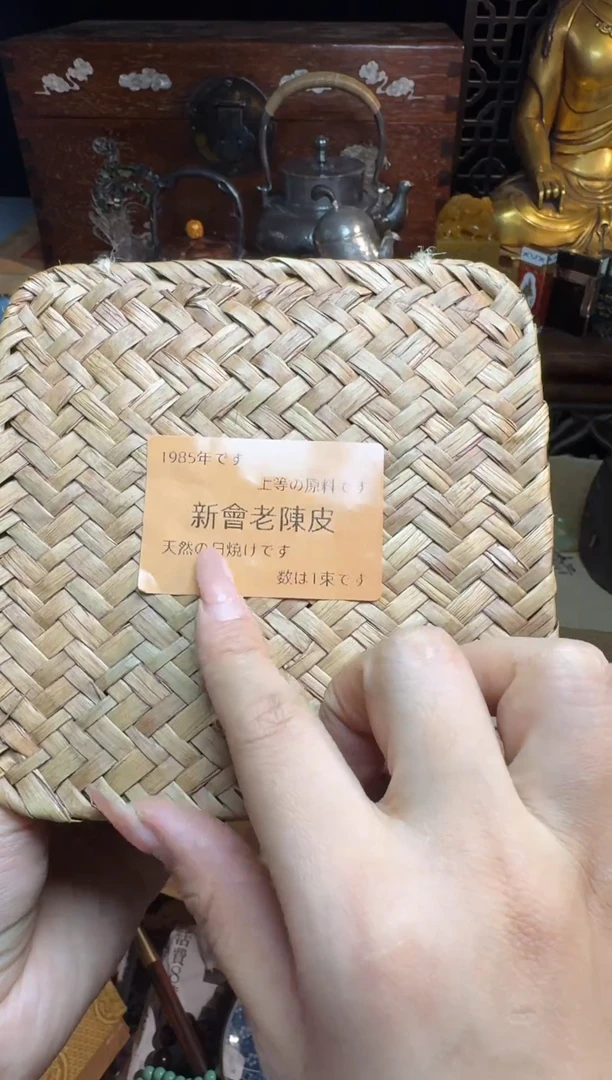 1985年です
上等の原料です
新會老陳皮
天然の日焼けです
数は1束です